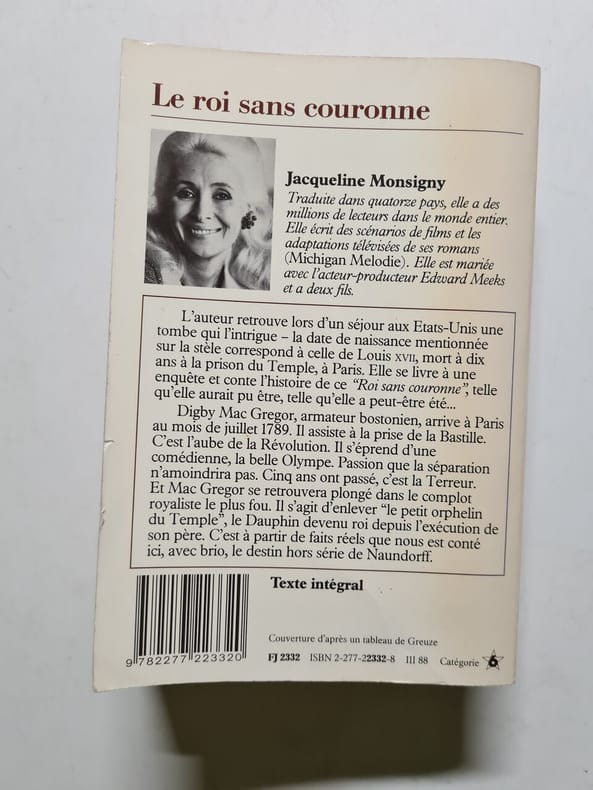 Le roi sans couronne
Jacqueline Monsigny
Traduite dans quatorze pays, elle a des
millions de lecteurs dans le monde entier.
Elle écrit des scénarios de films et les
adaptations télévisées de ses romans
(Michigan Melodie). Elle est mariée
avec l'acteur-producteur Edward Meeks
et a deux fils.
L'auteur retrouve lors d'un séjour aux Etats-Unis une
tombe qui l'intrigue – la date de naissance mentionnée
sur la stèle correspond à celle de Louis XVII, mort à dix
ans à la prison du Temple, à Paris. Elle se livre à une
enquête et conte l'histoire de ce "Roi sans couronne", telle
qu'elle aurait pu être, telle qu'elle a peut-être été...
Digby Mac Gregor, armateur bostonien, arrive à Paris
au mois de juillet 1789. Il assiste à la prise de la Bastille.
C'est l'aube de la Révolution. Il s'éprend d'une
comédienne, la belle Olympe. Passion que la séparation
n'amoindrira pas. Cinq ans ont passé, c'est la Terreur.
Et Mac Gregor se retrouvera plongé dans le complot
royaliste le plus fou. Il s'agit d'enlever "le petit orphelin
du Temple", le Dauphin devenu roi depuis l'exécution de
son père. C'est à partir de faits réels que nous est conté
ici, avec brio, le destin hors série de Naundorff.
Texte intégral
Couverture d'après un tableau de Greuze
9 782277 223320
FJ 2332 ISBN 2-277-22332-8 III 88 Catégorie 6